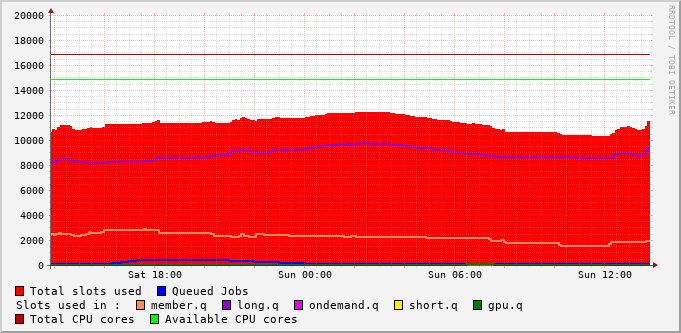 RRDTOOL / TOBI OETIKER
20000
18000
16000
14000
12000
10000
8000
6000
4000
2000
0
Sat 18:00 Sun 00:00 Sun 06:00 Sun 12:00
Total slots used Queued Jobs
Slots used in : member.q long.q ondemand.q short.q gpu.q
Total CPU cores Available CPU cores